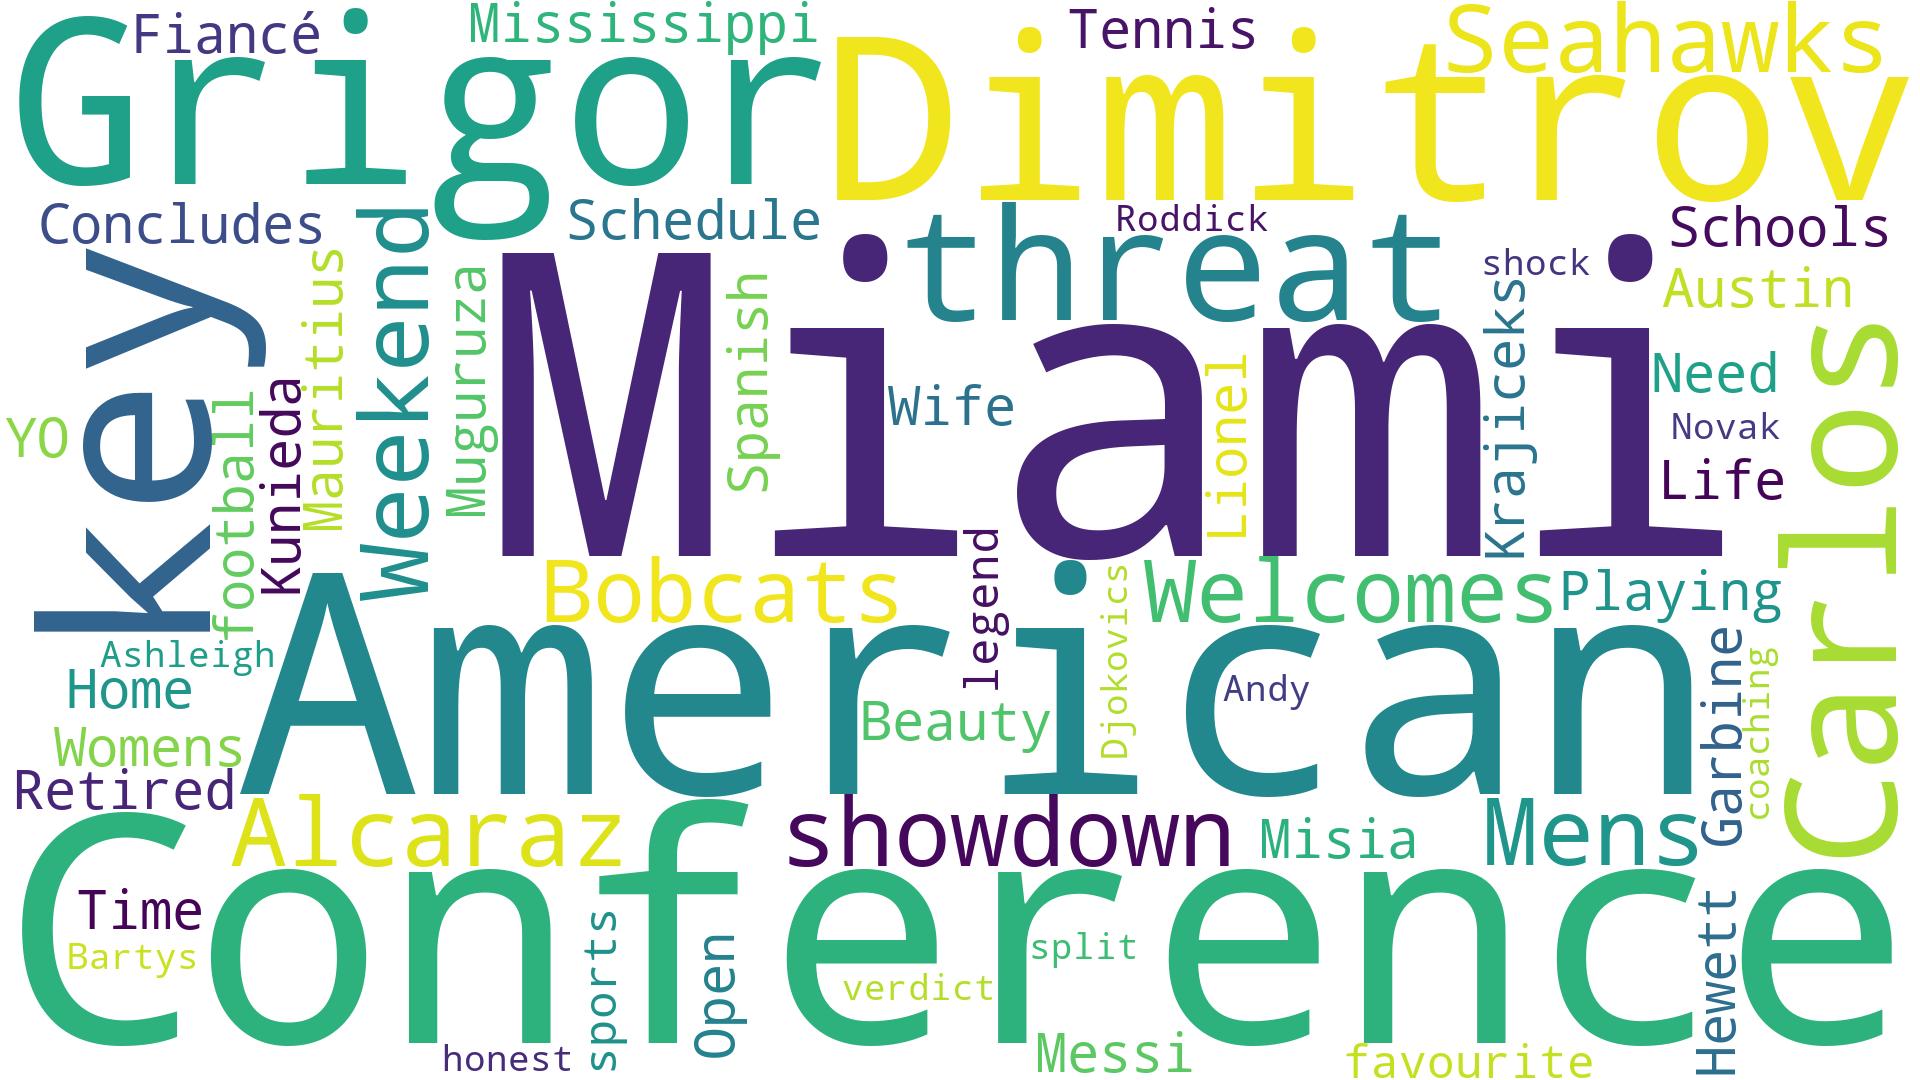 Grigor
Fiancé
Mississippi
Dimitrov
Tennis
Seahawks
Concludes
Schedule
Weekend
threat
Roddick
Schools
key
Mauritius
Muguruza
Miami
Spanish
shock
Austin
Krajiceks
Carlos
YO
football
Kunieda
Wife
Lionel
Need
Novak
Life
American
Bobcats
legend
Djokovics
Welcomes
Playing
Ashleigh
Home
Andy
Garbine
coaching
Womens
Beauty
Retired
Alcaraz
showdown
Misia
Mens
Conference
Time
Bartys
sports
Open
split
verdict
Hewett
honest
Messi
favourite